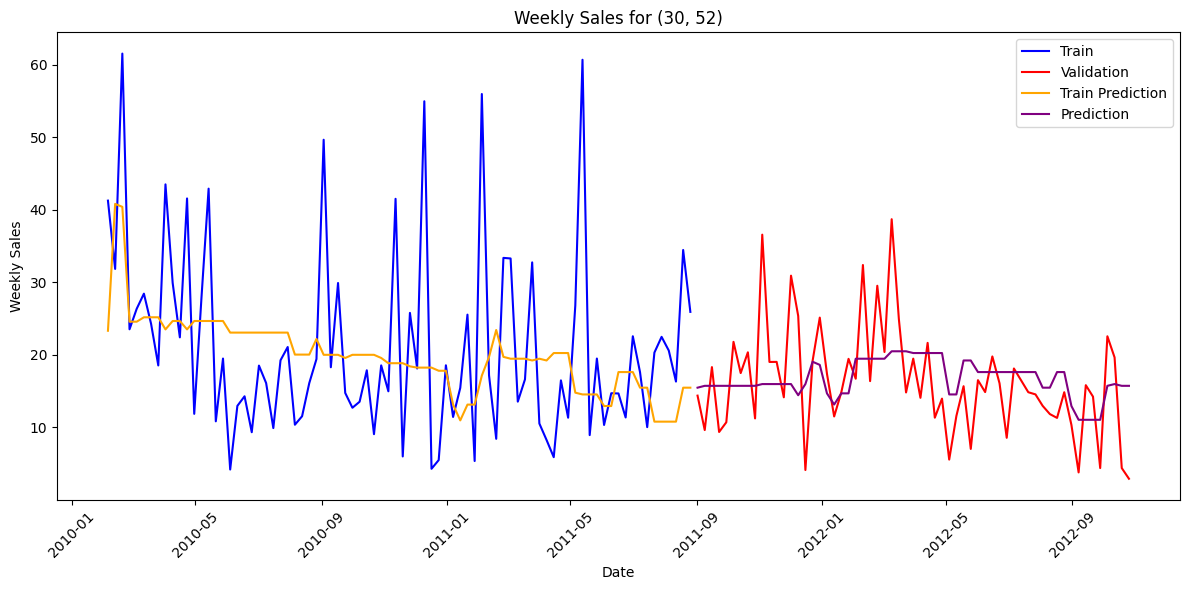 Weekly Sales for (30, 52)
Train
Validation
Train Prediction
Prediction
Weekly Sales
60
50
40
30
20
10
2010-01
2010-05
2010-09
2011-01
2011-05
2011-09
2012-01
2012-05
2012-09
Date